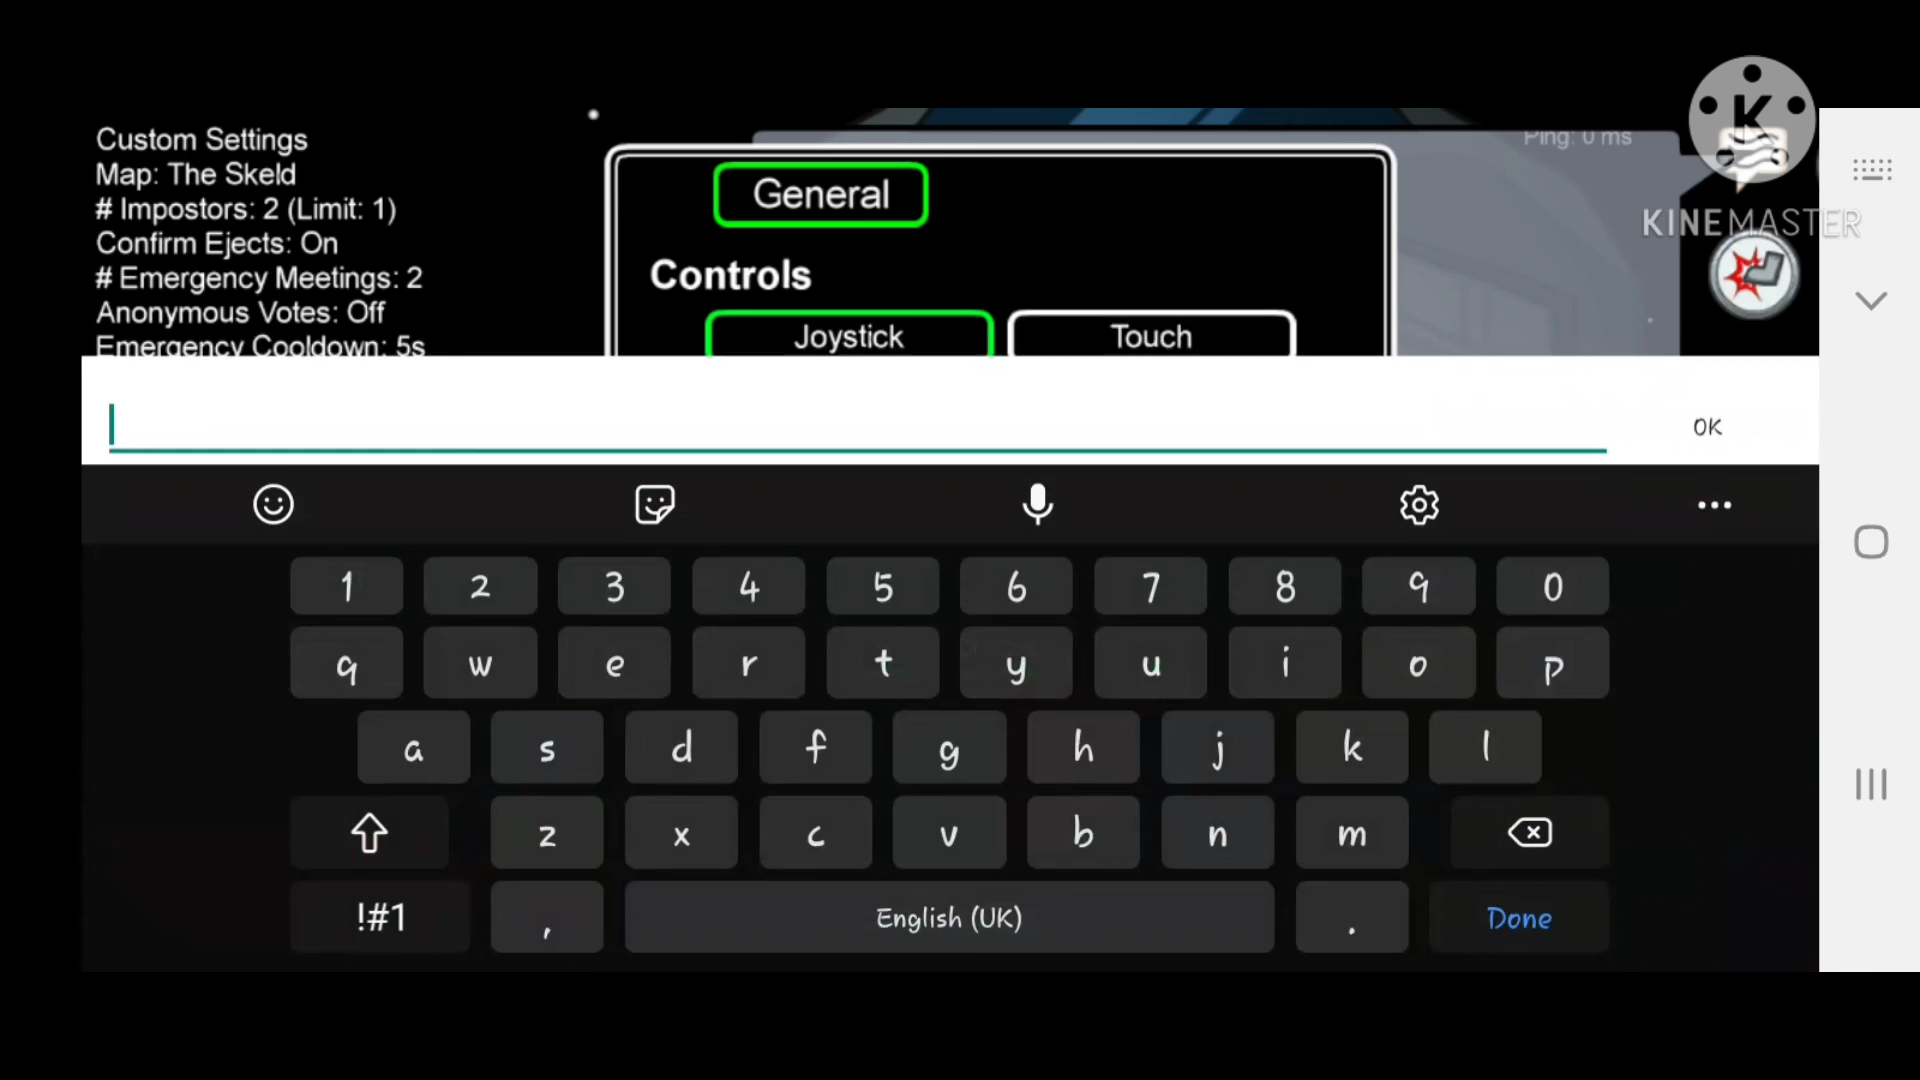 Custom Settings
Map: The Skeld
# Impostors: 2 (Limit: 1)
Confirm Ejects: On
# Emergency Meetings: 2
Anonymous Votes: Off
Emergency Cooldown: 5s
General
Controls
Joystick
Touch
Ping: 0 ms
K
KINEMASTER
OK
1 2 3 4 5 6 7 8 9 0
q w e r t y u i o p
a s d f g h j k l
z x c v b n m
!#1 , English (UK) . Done